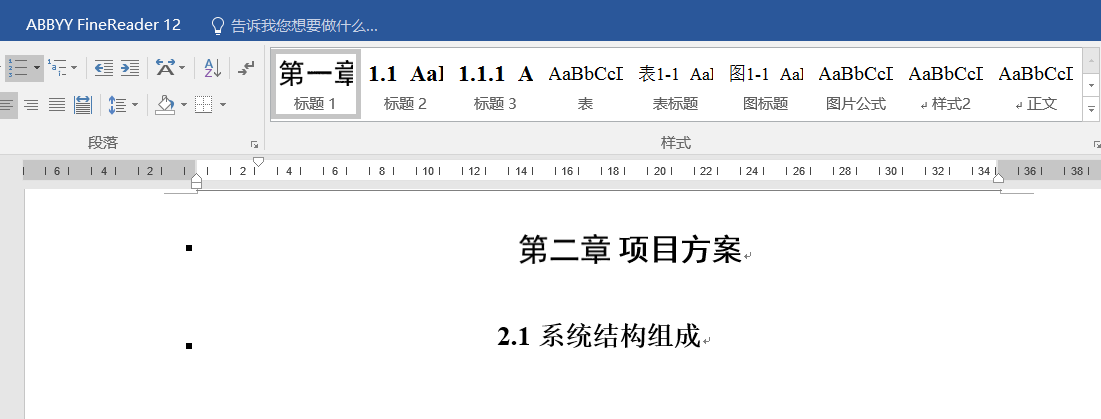 ABBYY FineReader 12 告诉我您想要做什么...
第一章 1.1 AaI 1.1.1 A AaBbCcI 表1-1 AaI 图1-1 AaI AaBbCcI AaBbCcI AaBbCcI
标题 1 标题 2 标题 3 表 表标题 图标题 图片公式 ↲ 样式2 ↲ 正文
段落 样式
6 4 2 2 4 6 8 10 12 14 16 18 20 22 24 26 28 30 32 34 36 38
第二章 项目方案
2.1 系统结构组成